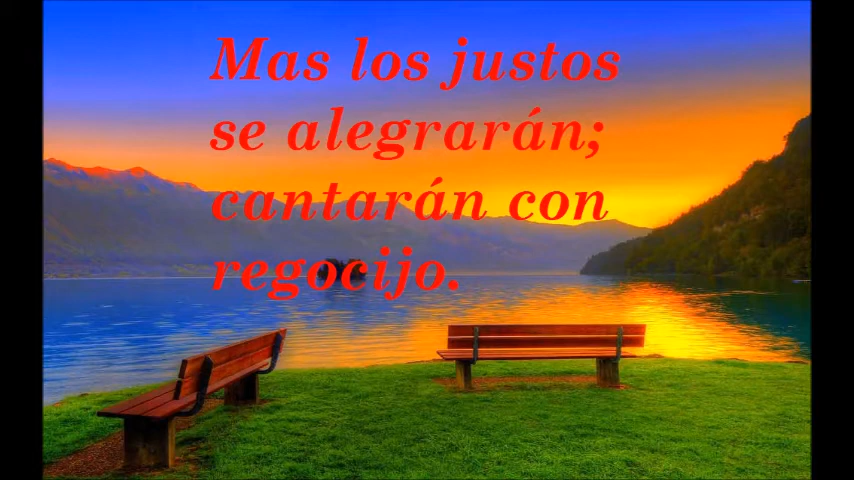 Mas los justos
se alegrarán;
cantarán con
regocijo.